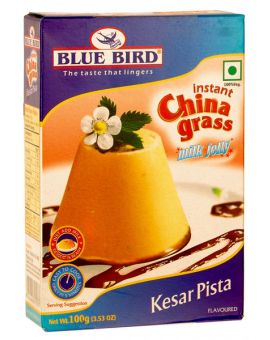 BLUE BIRD
The taste that lingers
instant
China
grass
milk jelly
Serving Suggestion
Net Wt.100g (3.53 OZ)
Kesar Pista
FLAVOURED